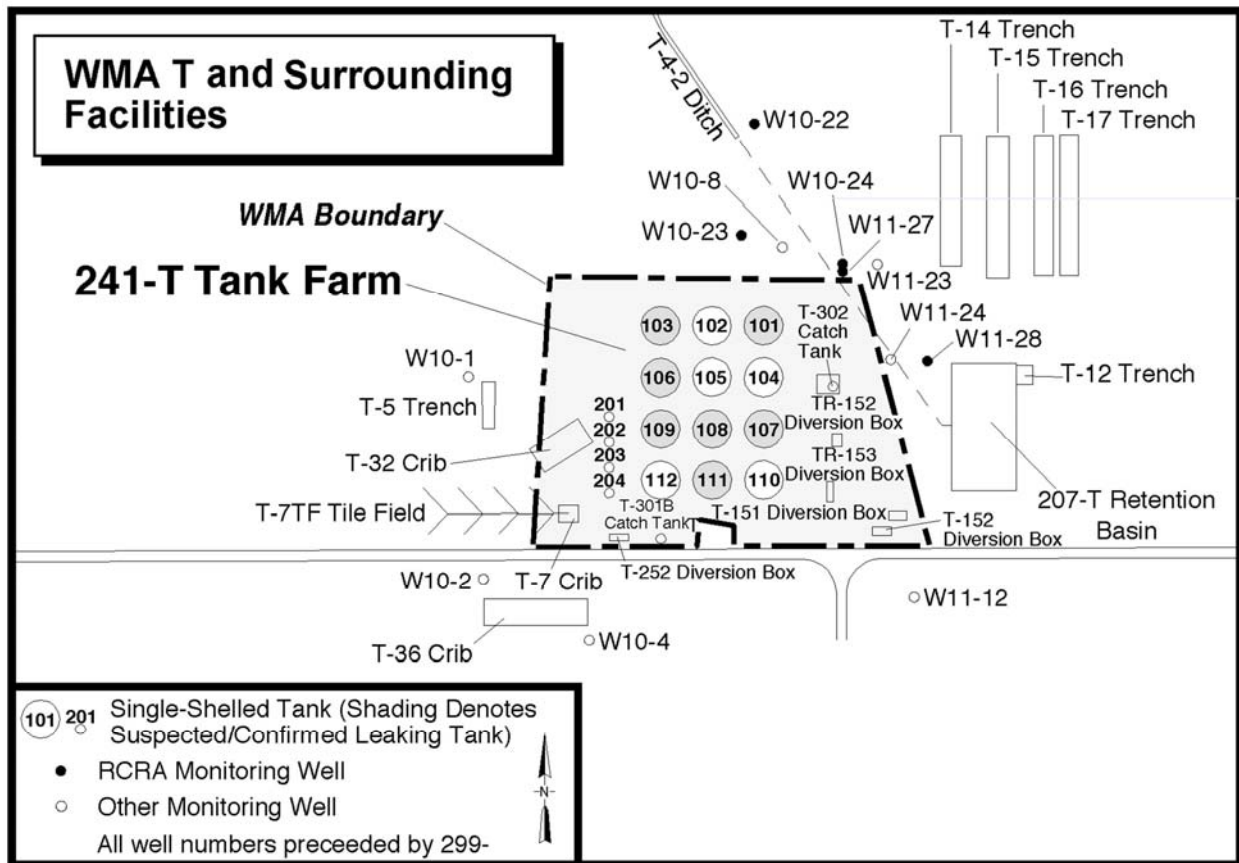 WMA T and Surrounding
Facilities
T-4-2 Ditch
T-14 Trench
T-15 Trench
T-16 Trench
T-17 Trench
W10-22
W10-8
W10-24
W10-23
W11-27
WMA Boundary
241-T Tank Farm
W11-23
W11-24
W11-28
T-12 Trench
103
102
101
T-302
Catch
Tank
W10-1
106
105
104
T-5 Trench
201
TR-152
Diversion Box
202
109
108
107
T-32 Crib
203
TR-153
Diversion Box
204
112
111
110
207-T Retention
Basin
T-7TF Tile Field
T-301B
Catch Tank
T-151 Diversion Box
T-152
Diversion Box
W10-2
T-7 Crib
T-252 Diversion Box
W11-12
T-36 Crib
W10-4
101 201 Single-Shelled Tank (Shading Denotes
Suspected/Confirmed Leaking Tank)
RCRA Monitoring Well
N
Other Monitoring Well
All well numbers preceeded by 299-